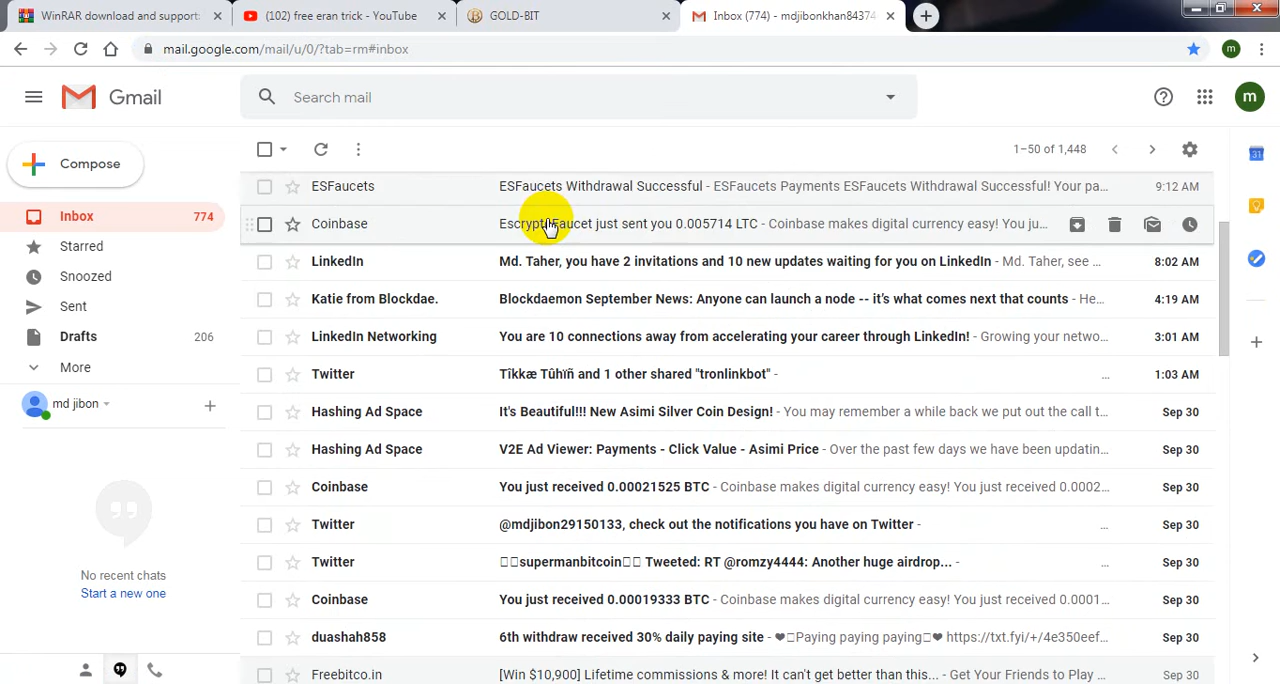 WinRAR download and support:
(102) free eran trick - YouTube
GOLD-BIT
Inbox (774) - mdjibonkhan84374
mail.google.com/mail/u/0/?tab=rm#inbox
m
Gmail
Search mail
m
Compose
1–50 of 1,448
31
Inbox 774
Starred
Snoozed
Sent
Drafts 206
More
md jibon
No recent chats
Start a new one
ESFaucets ESFaucets Withdrawal Successful - ESFaucets Payments ESFaucets Withdrawal Successful! Your pa... 9:12 AM
Coinbase Escrypt Faucet just sent you 0.005714 LTC - Coinbase makes digital currency easy! You ju...
LinkedIn Md. Taher, you have 2 invitations and 10 new updates waiting for you on LinkedIn - Md. Taher, see ... 8:02 AM
Katie from Blockdae. Blockdaemon September News: Anyone can launch a node -- it's what comes next that counts - He... 4:19 AM
LinkedIn Networking You are 10 connections away from accelerating your career through LinkedIn! - Growing your netwo... 3:01 AM
Twitter Tîkkæ Tûhïñ and 1 other shared "tronlinkbot" - ... 1:03 AM
Hashing Ad Space It's Beautiful!!! New Asimi Silver Coin Design! - You may remember a while back we put out the call t... Sep 30
Hashing Ad Space V2E Ad Viewer: Payments - Click Value - Asimi Price - Over the past few days we have been updatin... Sep 30
Coinbase You just received 0.00021525 BTC - Coinbase makes digital currency easy! You just received 0.0002... Sep 30
Twitter @mdjibon29150133, check out the notifications you have on Twitter - ... Sep 30
Twitter supermanbitcoin Tweeted: RT @romzy4444: Another huge airdrop... - ... Sep 30
Coinbase You just received 0.00019333 BTC - Coinbase makes digital currency easy! You just received 0.0001... Sep 30
duashah858 6th withdraw received 30% daily paying site - ❤Paying paying paying❤ https://txt.fyi/+/4e350eef... Sep 30
Freebitco.in [Win $10,900] Lifetime commissions & more! It can't get better than this... - Get Your Friends to Play ... Sep 30